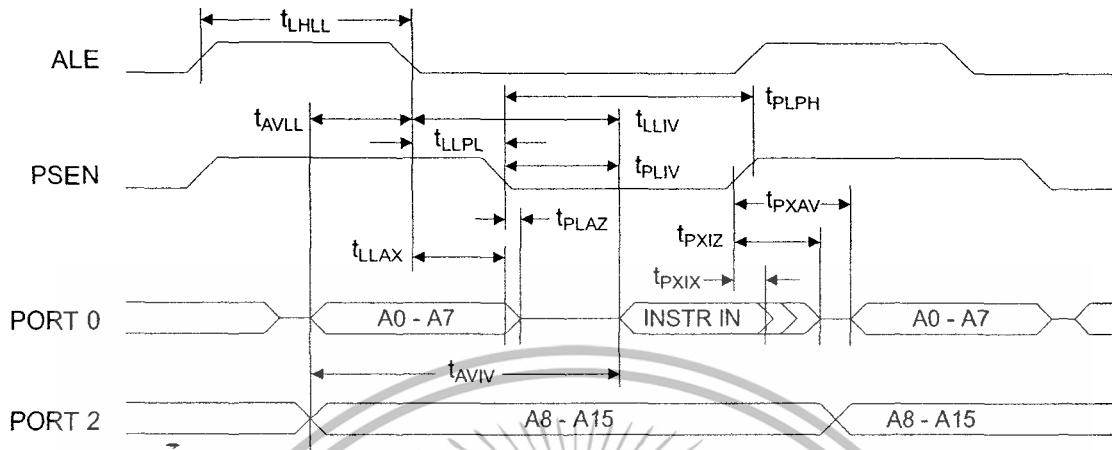 tLHLL
ALE
tAVLL
tLLPL
tLLIV
tPLPH
PSEN
tPLIV
tPLAZ
tPXAV
tLLAX
tPXIZ
tPXIX
PORT 0
A0 - A7
INSTR IN
A0 - A7
tAVIV
PORT 2
A8 - A15
A8 - A15